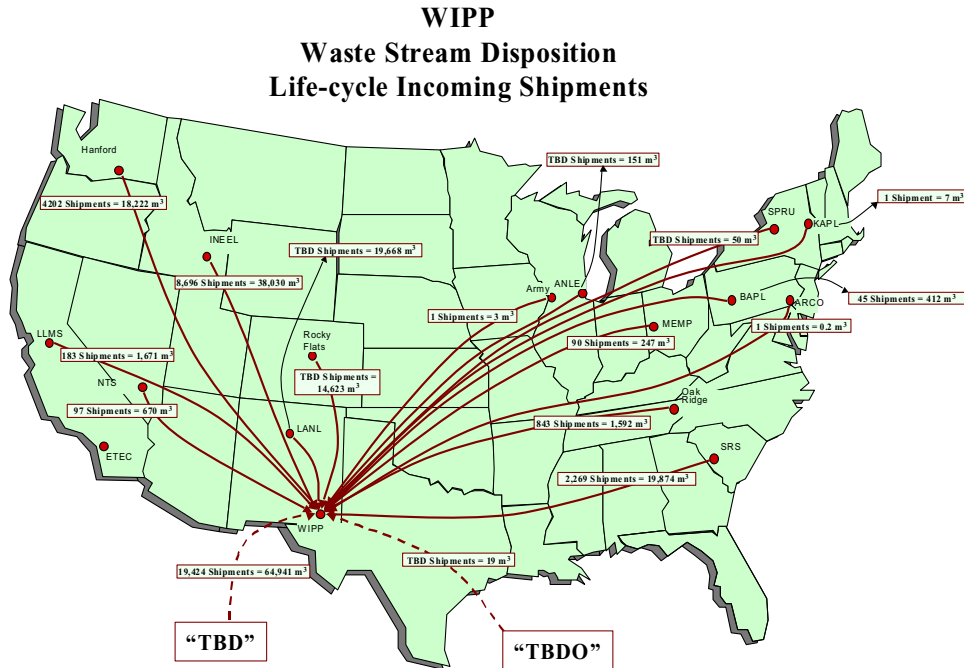 WIPP
Waste Stream Disposition
Life-cycle Incoming Shipments
Hanford
TBD Shipments = 151 m³
1 Shipment = 7 m³
4202 Shipments = 18,222 m³
SPRU
KAPL
INEEL
TBD Shipments = 19,668 m³
TBD Shipments = 50 m³
8,696 Shipments = 38,030 m³
Army
ANLE
BAPL
ARCO
45 Shipments = 412 m³
1 Shipments = 3 m³
MEMP
1 Shipments = 0.2 m³
LLMS
Rocky
Flats
90 Shipments = 247 m³
183 Shipments = 1,671 m³
NTS
TBD Shipments =
14,623 m³
Oak
Ridge
97 Shipments = 670 m³
LANL
843 Shipments = 1,592 m³
ETEC
SRS
2,269 Shipments = 19,874 m³
WIPP
TBD Shipments = 19 m³
19,424 Shipments = 64,941 m³
“TBD”
“TBDO”